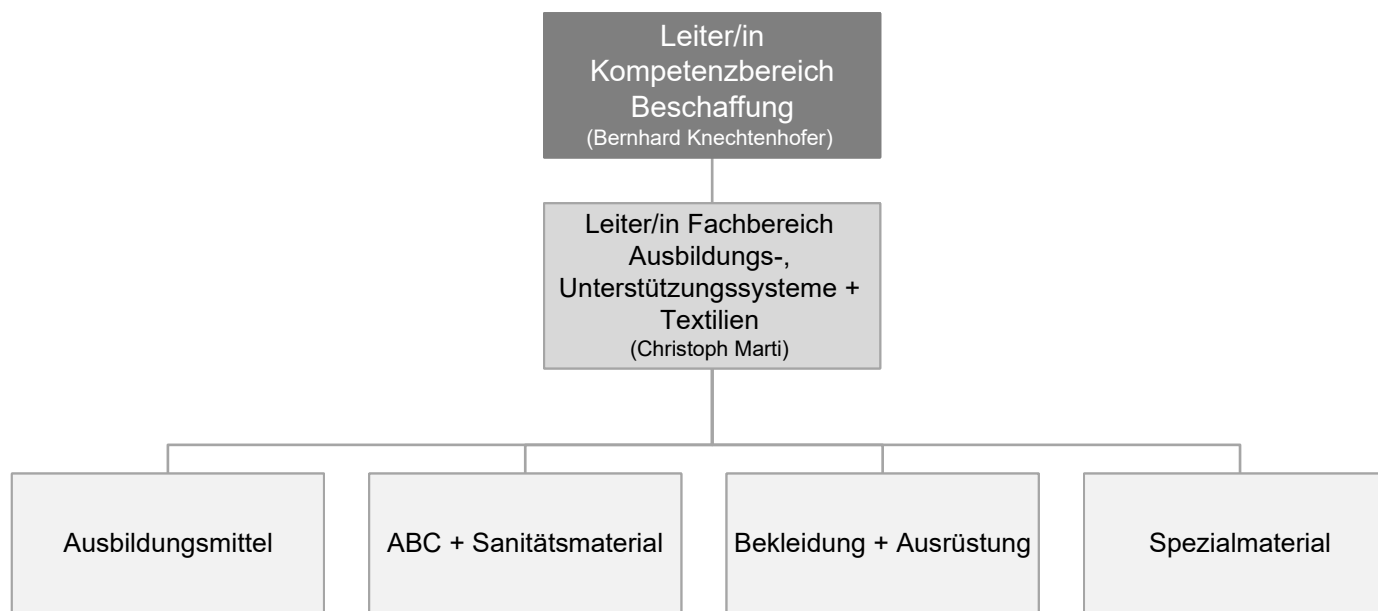 Leiter/in
Kompetenzbereich
Beschaffung
(Bernhard Knechtenhofer)
Leiter/in Fachbereich
Ausbildungs-,
Unterstützungssysteme +
Textilien
(Christoph Marti)
Ausbildungsmittel
ABC + Sanitätsmaterial
Bekleidung + Ausrüstung
Spezialmaterial